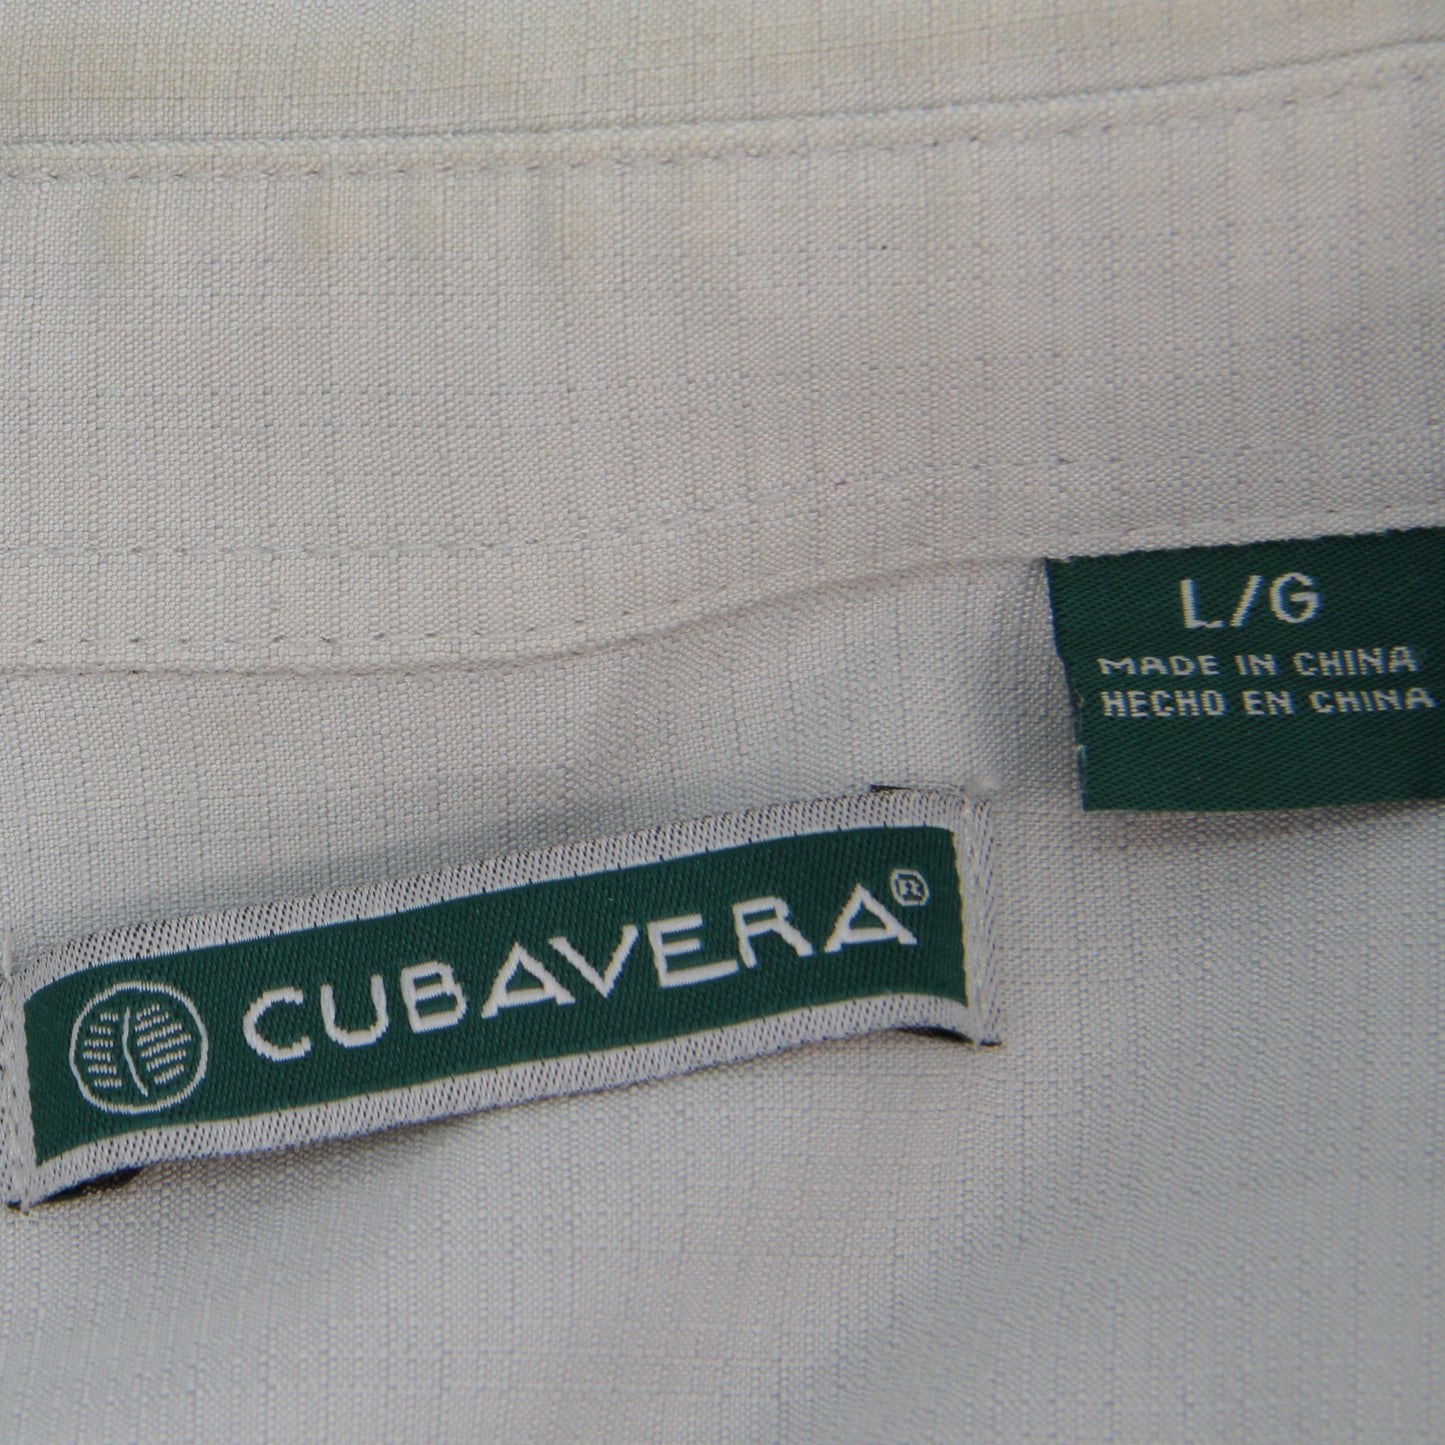 L/G
MADE IN CHINA
HECHO EN CHINA
CUBAVERA®